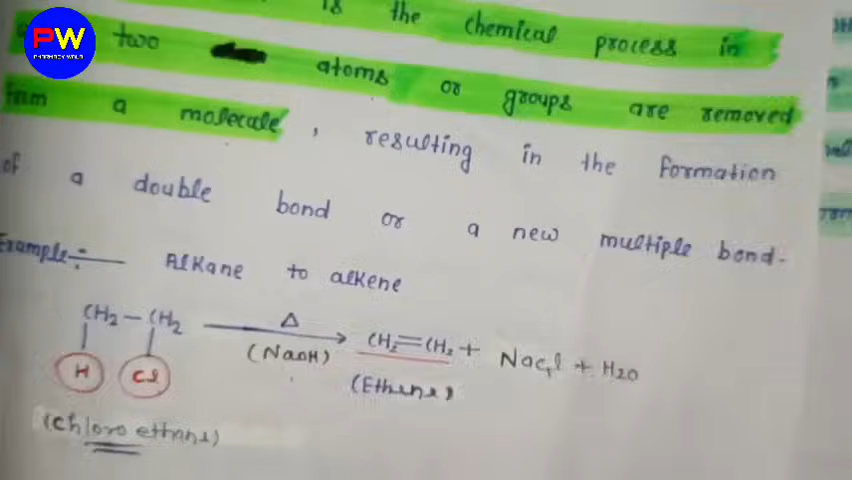 PW
PHARMACY WALA
is the chemical process in
two atoms or groups are removed
from a molecule, resulting in the formation
of a double bond or a new multiple bond.
Example:- Alkane to alkene
CH2-CH2 Δ (NaOH) CH2=CH2 + Nacl + H2O
H Cl (Ethene)
(Chloro ethane)